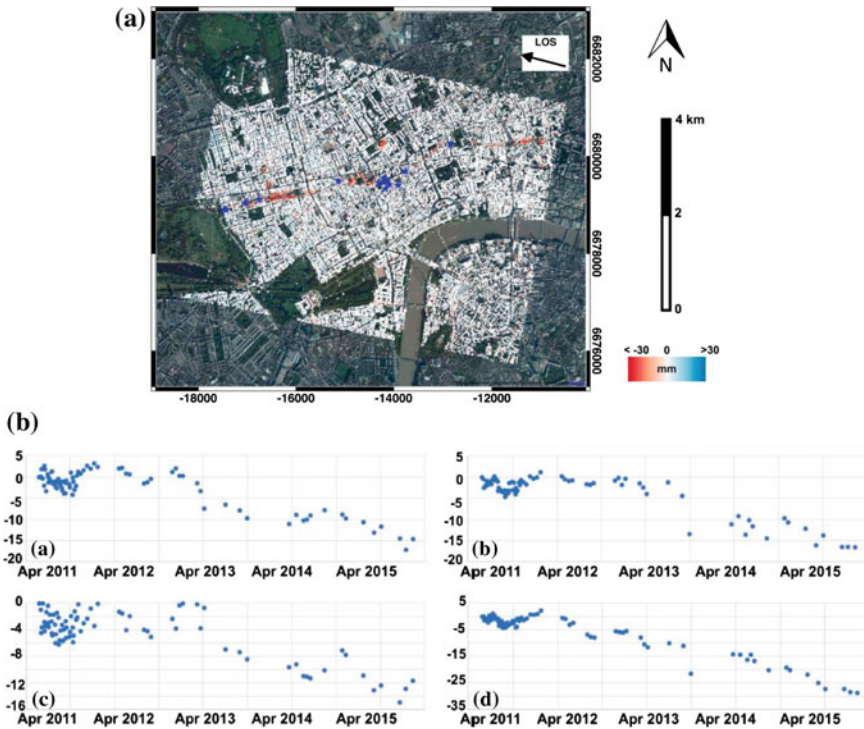 (a)
LOS
N
6682000
6680000
6678000
6676000
4 km
2
0
< -30 0 >30
mm
-18000 -16000 -14000 -12000
(b)
5
0
-5
-10
-15
-20
(a)
Apr 2011 Apr 2012 Apr 2013 Apr 2014 Apr 2015
5
0
-5
-10
-15
-20
(b)
Apr 2011 Apr 2012 Apr 2013 Apr 2014 Apr 2015
0
-4
-8
-12
-16
(c)
Apr 2011 Apr 2012 Apr 2013 Apr 2014 Apr 2015
5
-5
-15
-25
-35
(d)
Apr 2011 Apr 2012 Apr 2013 Apr 2014 Apr 2015